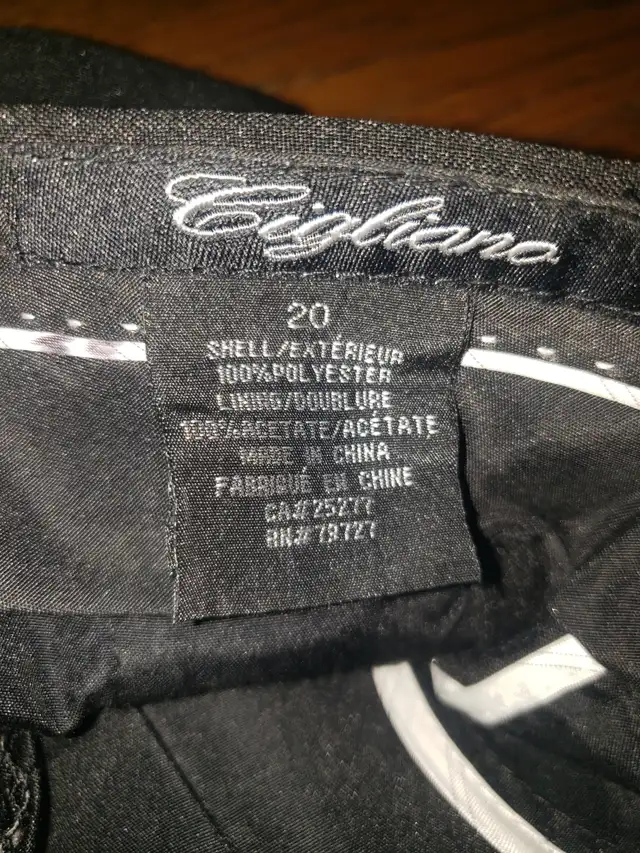 Cigliano
20
SHELL/EXTÉRIEUR
100%POLYESTER
LINING/DOUBLURE
100%ACETATE/ACÉTATE
MADE IN CHINA
FABRIQUÉ EN CHINE
CA#25277
RN#79727